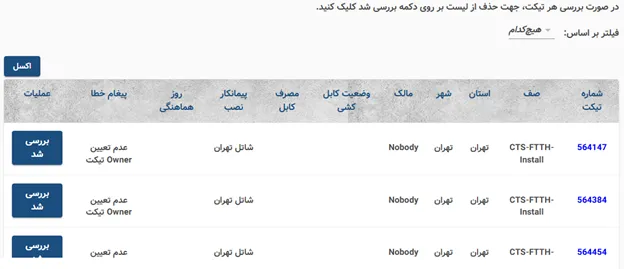 در صورت بررسی هر تیکت، جهت حذف از لیست بر روی دکمه بررسی شد کلیک کنید.
فیلتر بر اساس: هیچ‌کدام
اکسل
شماره تیکت صف استان شهر مالک وضعیت کابل کشی مصرف کابل پیمانکار نصب روز هماهنگی پیغام خطا عملیات
564147 CTS-FTTH-Install تهران تهران Nobody شاتل تهران عدم تعیین Owner تیکت بررسی شد
564384 CTS-FTTH-Install تهران تهران Nobody شاتل تهران عدم تعیین Owner تیکت بررسی شد
564454 CTS-FTTH- تهران تهران Nobody شاتل تهران عدم تعیین بررسی